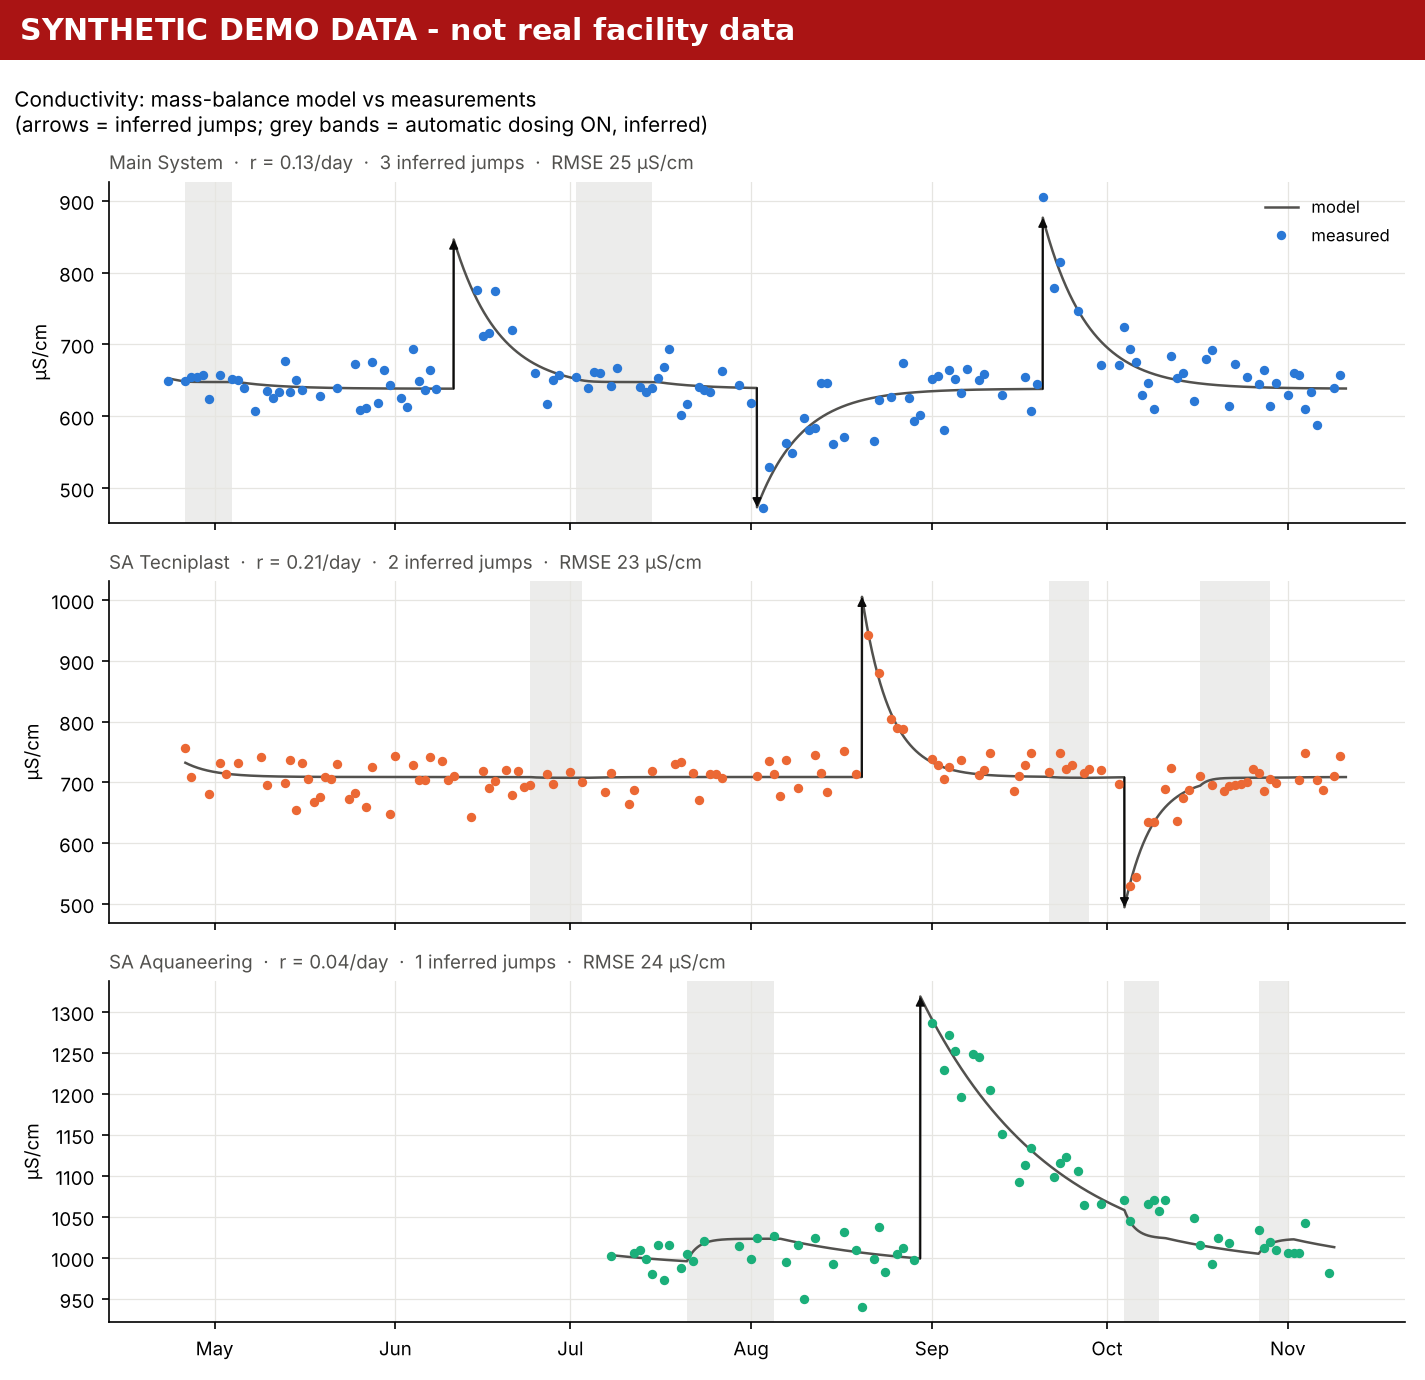 SYNTHETIC DEMO DATA - not real facility data
Conductivity: mass-balance model vs measurements
(arrows = inferred jumps; grey bands = automatic dosing ON, inferred)
Main System · r = 0.13/day · 3 inferred jumps · RMSE 25 µS/cm
900
800
700
600
500
µS/cm
model
measured
SA Tecniplast · r = 0.21/day · 2 inferred jumps · RMSE 23 µS/cm
1000
900
800
700
600
500
µS/cm
SA Aquaneering · r = 0.04/day · 1 inferred jumps · RMSE 24 µS/cm
1300
1250
1200
1150
1100
1050
1000
950
µS/cm
May Jun Jul Aug Sep Oct Nov